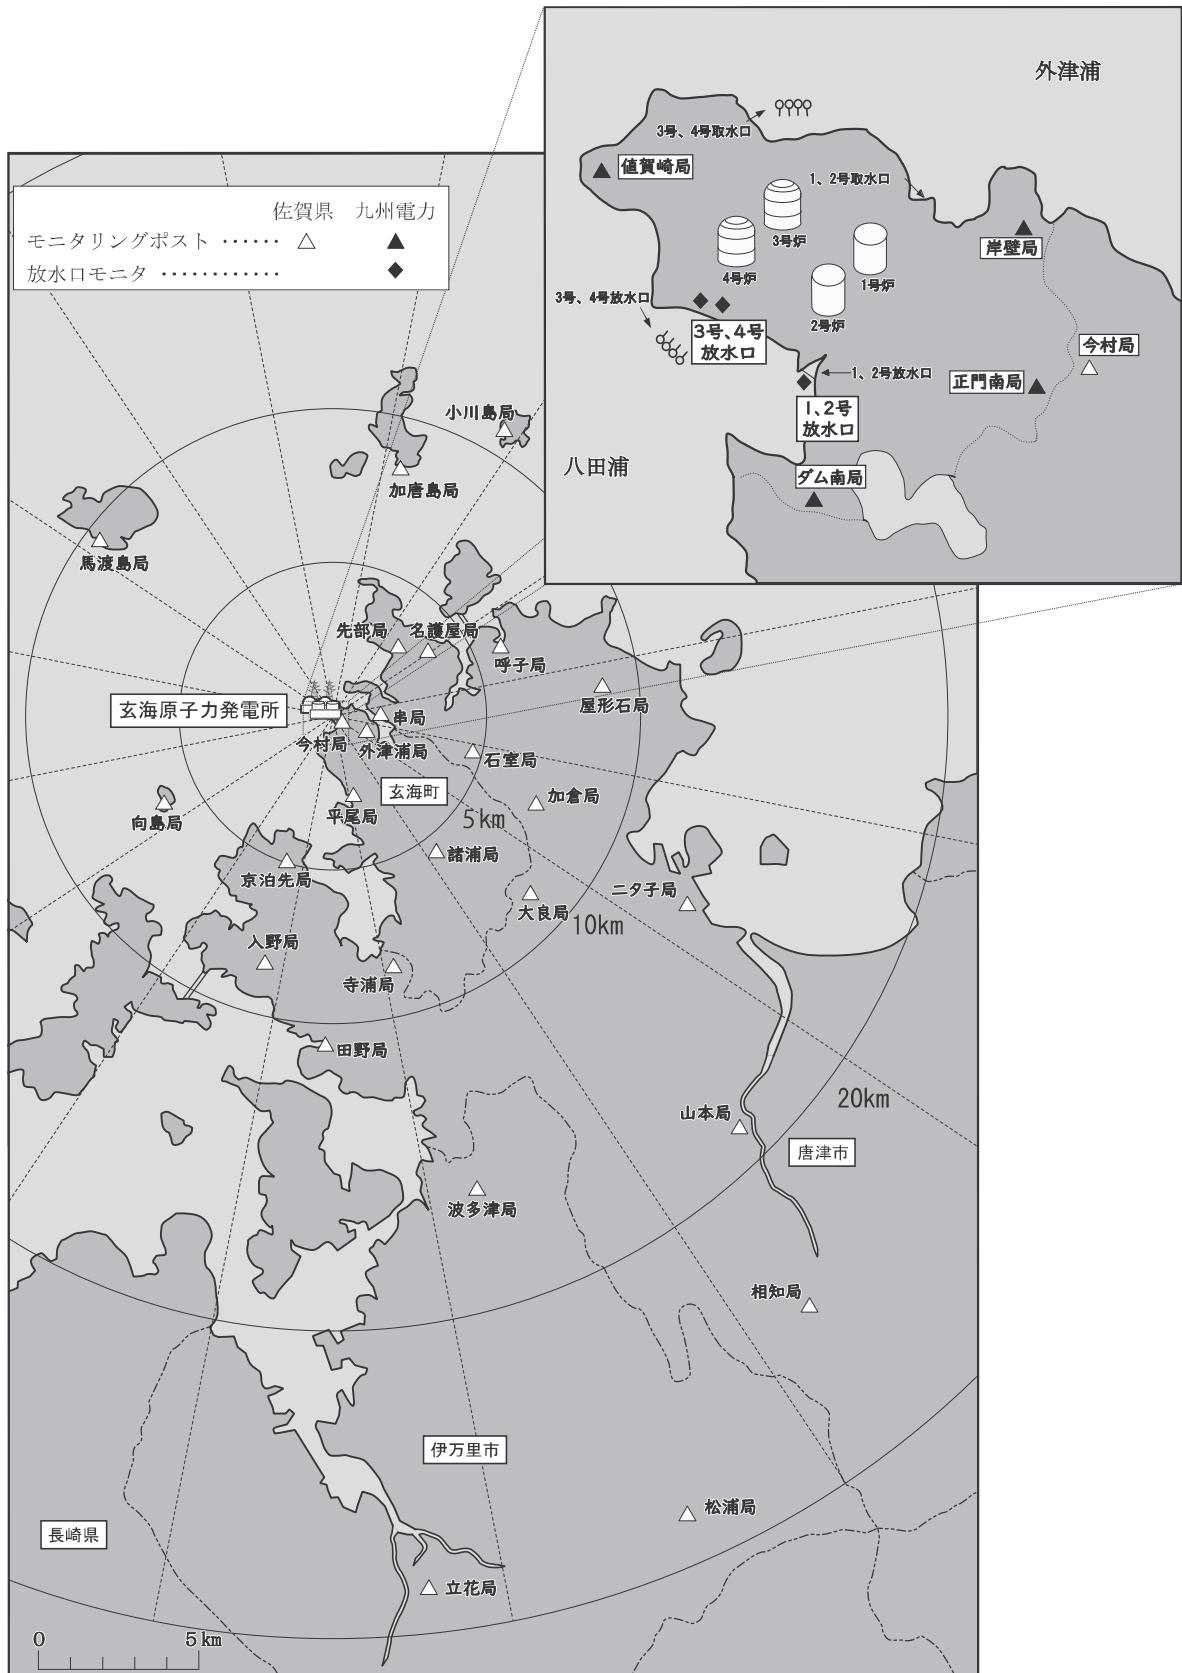 外津浦
3号、4号取水口
値賀崎局
1、2号取水口
3号炉
岸壁局
4号炉
1号炉
3号、4号放水口
2号炉
3号、4号
放水口
今村局
1、2号放水口
正門南局
1、2号
放水口
八田浦
ダム南局
佐賀県 九州電力
モニタリングポスト ‥‥‥ △ ▲
放水口モニタ ‥‥‥‥‥‥ ◆
小川島局
加唐島局
馬渡島局
先部局
名護屋局
呼子局
屋形石局
玄海原子力発電所
串局
今村局
外津浦局
石室局
玄海町
加倉局
平尾局
向島局
5km
諸浦局
京泊先局
二タ子局
大良局
10km
入野局
寺浦局
田野局
20km
山本局
唐津市
波多津局
相知局
伊万里市
松浦局
長崎県
立花局
0 5km